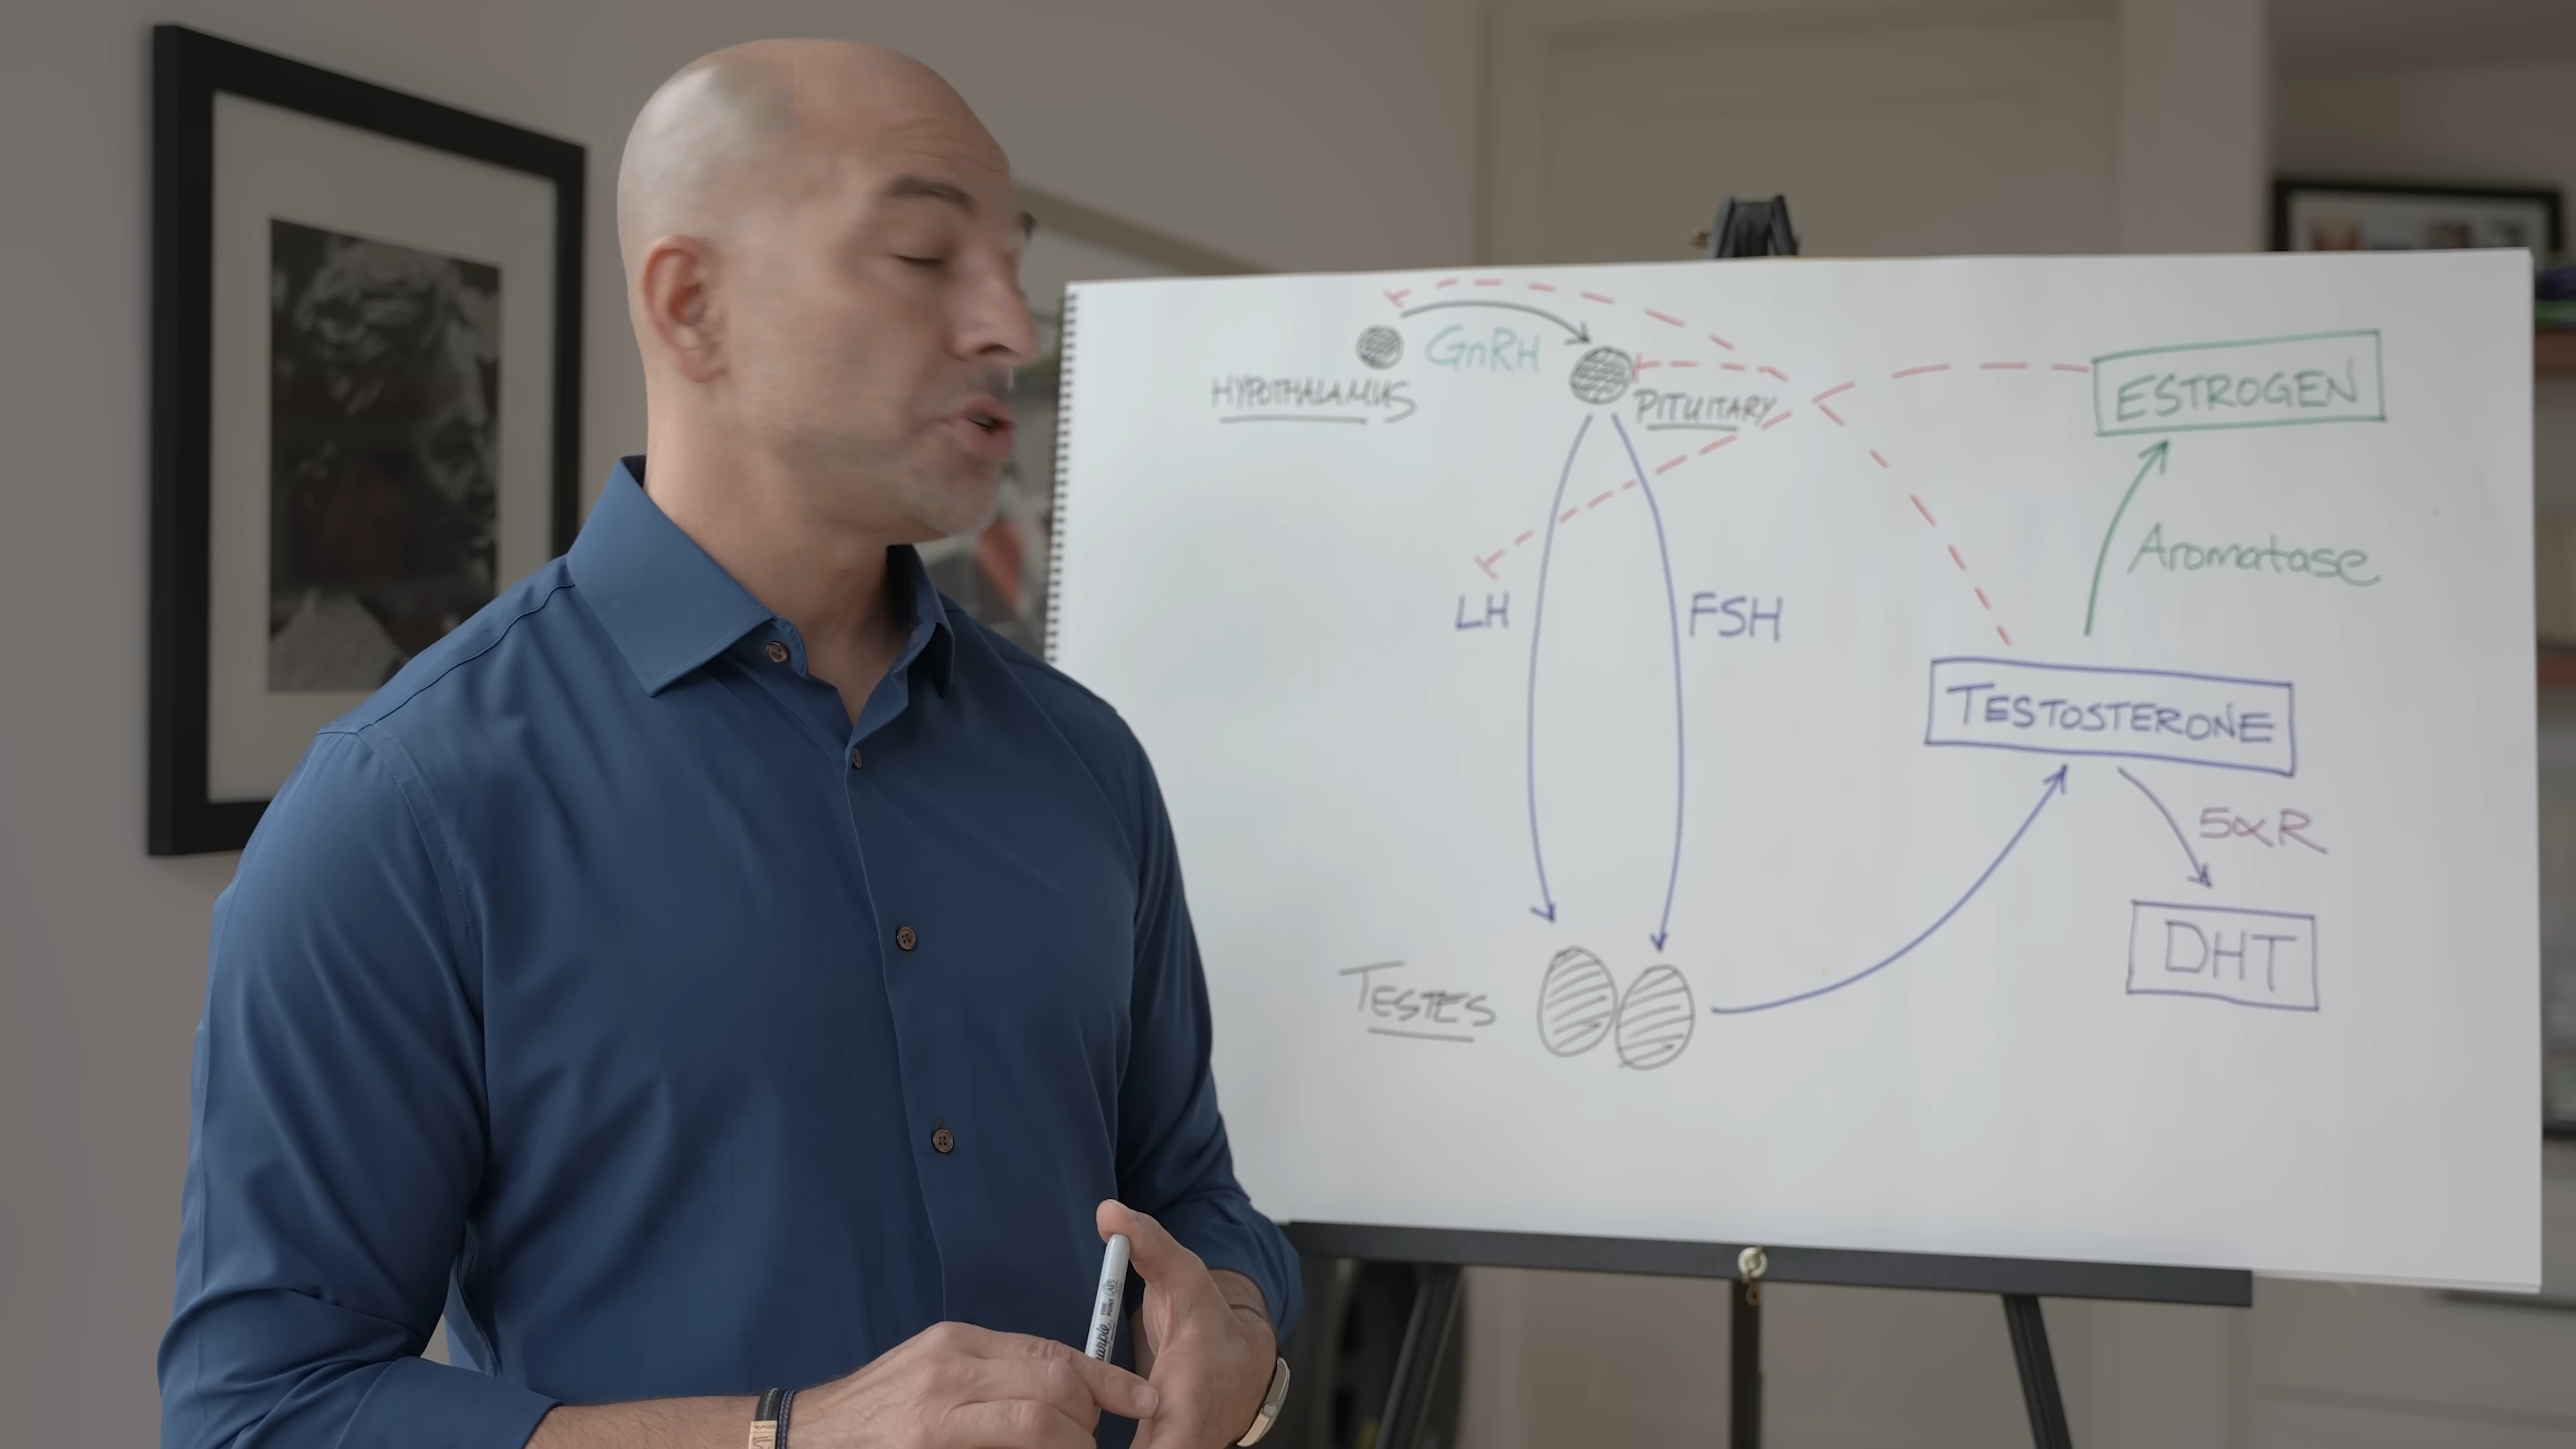 GnRH
HYPOTHALAMUS
PITUITARY
ESTROGEN
Aromatase
LH
FSH
TESTOSTERONE
5αR
DHT
TESTES